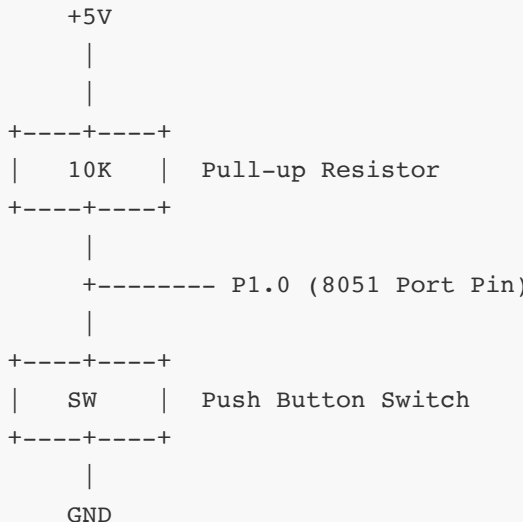 +5V
|
|
+----+----+
| 10K | Pull-up Resistor
+----+----+
|
+-------- P1.0 (8051 Port Pin)
|
+----+----+
| SW | Push Button Switch
+----+----+
|
GND